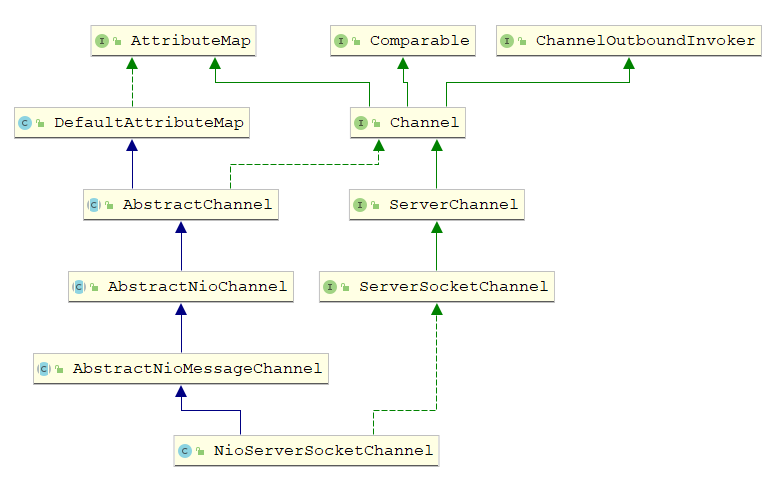 I AttributeMap
I Comparable
I ChannelOutboundInvoker
C DefaultAttributeMap
I Channel
C AbstractChannel
I ServerChannel
C AbstractNioChannel
I ServerSocketChannel
C AbstractNioMessageChannel
C NioServerSocketChannel